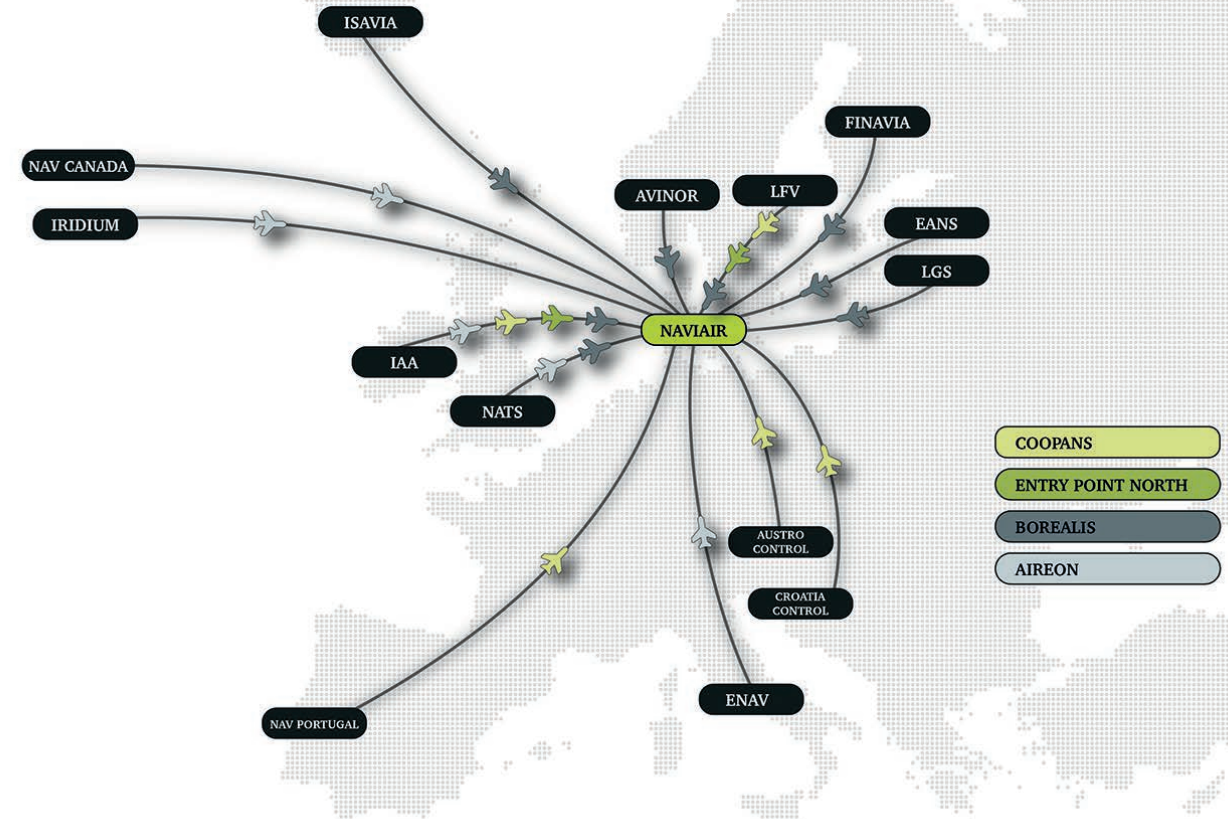 ISAVIA
FINAVIA
NAV CANADA
AVINOR
LFV
IRIDIUM
EANS
LGS
NAVIAIR
IAA
NATS
COOPANS
ENTRY POINT NORTH
BOREALIS
AIREON
AUSTRO
CONTROL
CROATIA
CONTROL
ENAV
NAV PORTUGAL